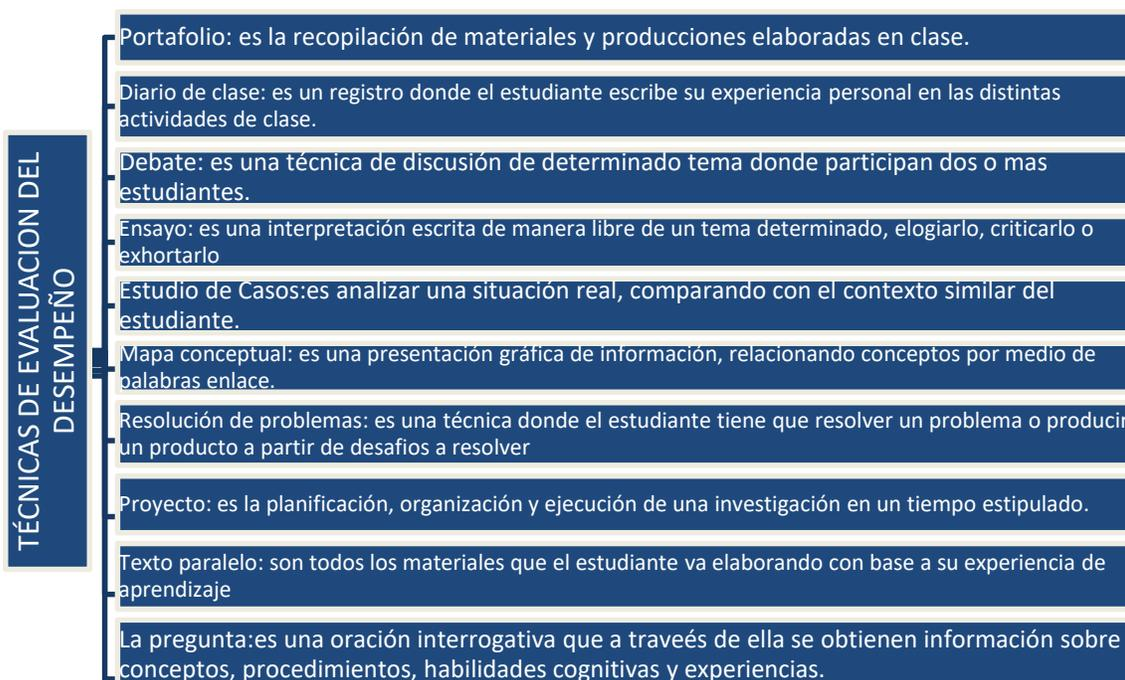 TÉCNICAS DE EVALUACION DEL
DESEMPEÑO
Portafolio: es la recopilación de materiales y producciones elaboradas en clase.
Diario de clase: es un registro donde el estudiante escribe su experiencia personal en las distintas
actividades de clase.
Debate: es una técnica de discusión de determinado tema donde participan dos o mas
estudiantes.
Ensayo: es una interpretación escrita de manera libre de un tema determinado, elogiarlo, criticarlo o
exhortarlo
Estudio de Casos:es analizar una situación real, comparando con el contexto similar del
estudiante.
Mapa conceptual: es una presentación gráfica de información, relacionando conceptos por medio de
palabras enlace.
Resolución de problemas: es una técnica donde el estudiante tiene que resolver un problema o producir
un producto a partir de desafios a resolver
Proyecto: es la planificación, organización y ejecución de una investigación en un tiempo estipulado.
Texto paralelo: son todos los materiales que el estudiante va elaborando con base a su experiencia de
aprendizaje
La pregunta:es una oración interrogativa que a traveés de ella se obtienen información sobre
conceptos, procedimientos, habilidades cognitivas y experiencias.